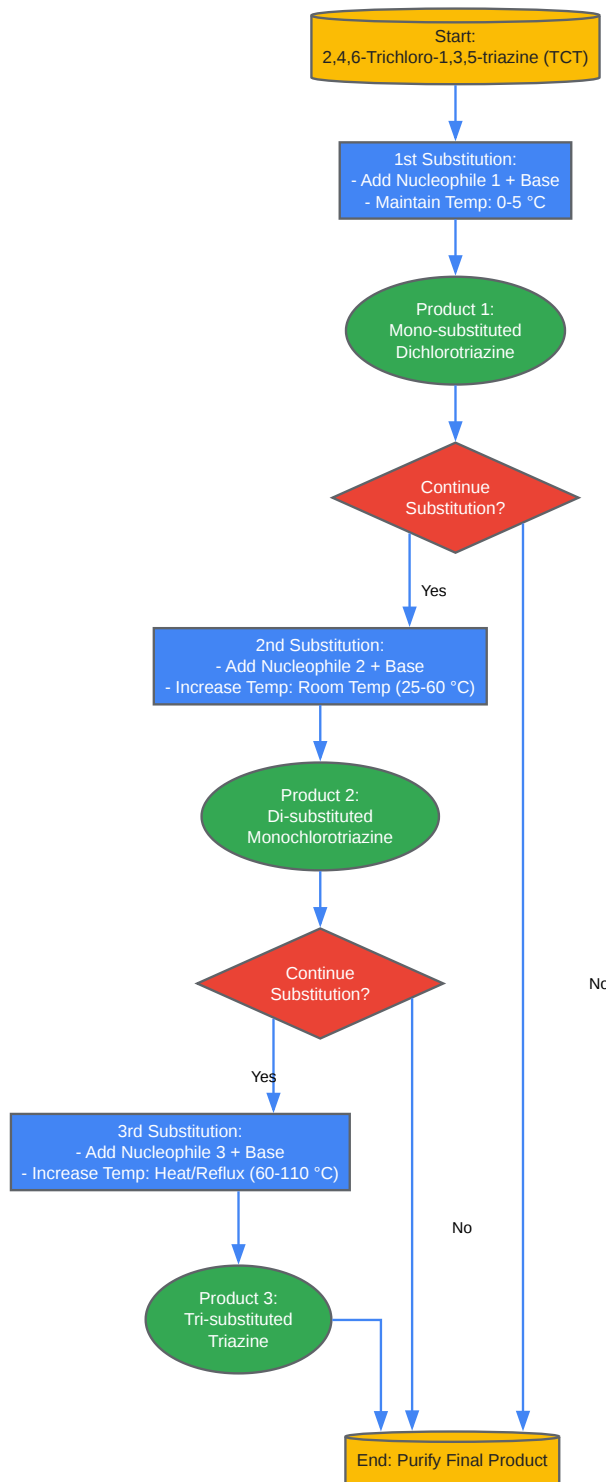 Start:
2,4,6-Trichloro-1,3,5-triazine (TCT)
1st Substitution:
- Add Nucleophile 1 + Base
- Maintain Temp: 0-5 °C
Product 1:
Mono-substituted
Dichlorotriazine
Continue
Substitution?
Yes
2nd Substitution:
- Add Nucleophile 2 + Base
- Increase Temp: Room Temp (25-60 °C)
Product 2:
Di-substituted
Monochlorotriazine
Continue
Substitution?
No
Yes
3rd Substitution:
- Add Nucleophile 3 + Base
- Increase Temp: Heat/Reflux (60-110 °C)
No
Product 3:
Tri-substituted
Triazine
End: Purify Final Product